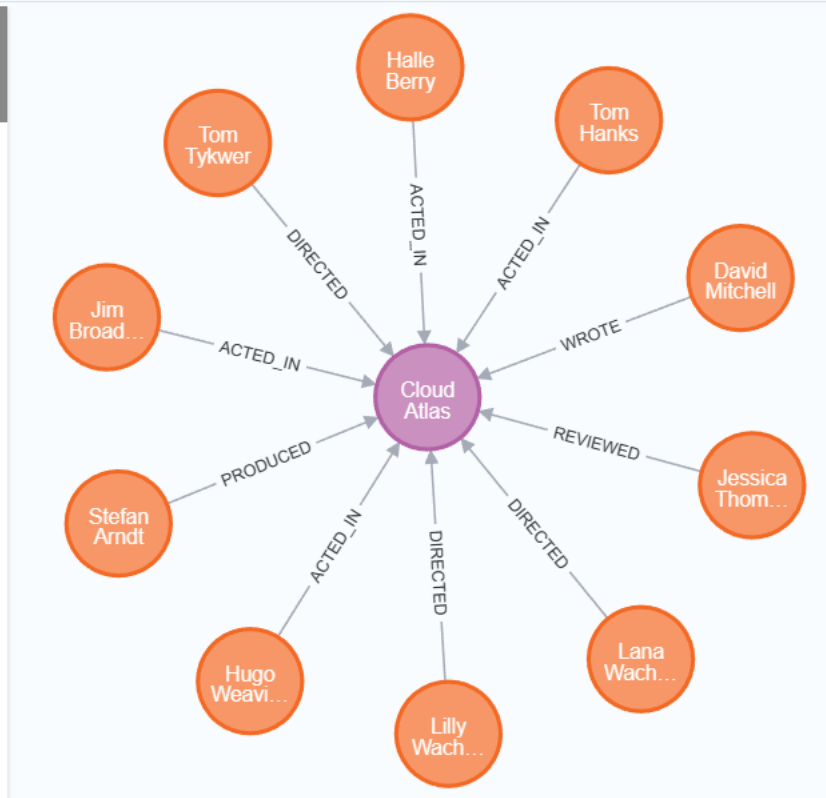 Halle
Berry
Tom
Hanks
Tom
Tykwer
ACTED_IN
ACTED_IN
DIRECTED
David
Mitchell
Jim
Broad...
WROTE
ACTED_IN
Cloud
Atlas
REVIEWED
PRODUCED
Jessica
Thom...
Stefan
Arndt
ACTED_IN
DIRECTED
DIRECTED
Lana
Wach...
Hugo
Weavi...
Lilly
Wach...